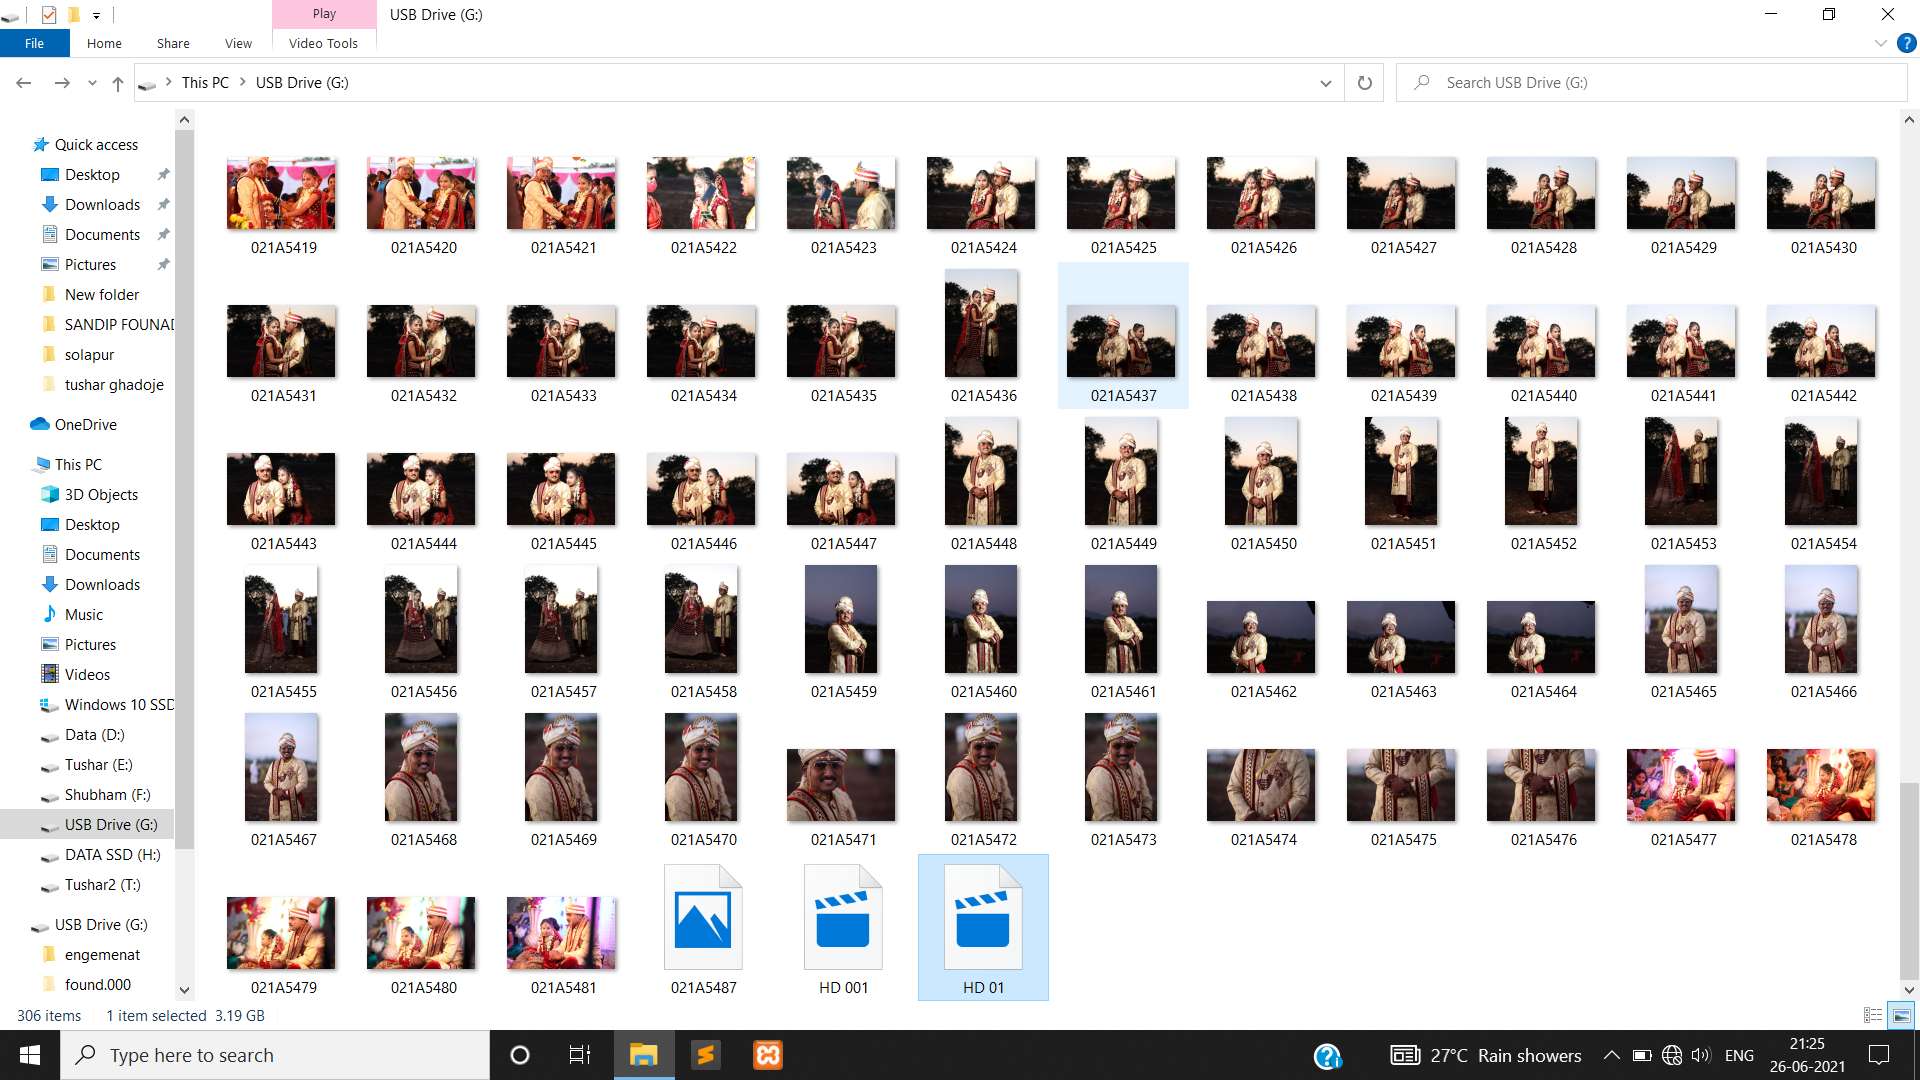 Play
USB Drive (G:)
File
Home
Share
View
Video Tools
This PC
USB Drive (G:)
Search USB Drive (G:)
Quick access
Desktop
Downloads
Documents
Pictures
New folder
SANDIP FOUNAD
solapur
tushar ghadoje
OneDrive
This PC
3D Objects
Desktop
Documents
Downloads
Music
Pictures
Videos
Windows 10 SSD
Data (D:)
Tushar (E:)
Shubham (F:)
USB Drive (G:)
DATA SSD (H:)
Tushar2 (T:)
USB Drive (G:)
engemenat
found.000
021A5419 021A5420 021A5421 021A5422 021A5423 021A5424 021A5425 021A5426 021A5427 021A5428 021A5429 021A5430
021A5431 021A5432 021A5433 021A5434 021A5435 021A5436 021A5437 021A5438 021A5439 021A5440 021A5441 021A5442
021A5443 021A5444 021A5445 021A5446 021A5447 021A5448 021A5449 021A5450 021A5451 021A5452 021A5453 021A5454
021A5455 021A5456 021A5457 021A5458 021A5459 021A5460 021A5461 021A5462 021A5463 021A5464 021A5465 021A5466
021A5467 021A5468 021A5469 021A5470 021A5471 021A5472 021A5473 021A5474 021A5475 021A5476 021A5477 021A5478
021A5479 021A5480 021A5481 021A5487 HD 001 HD 01
306 items 1 item selected 3.19 GB
Type here to search
27°C Rain showers
ENG
21:25
26-06-2021